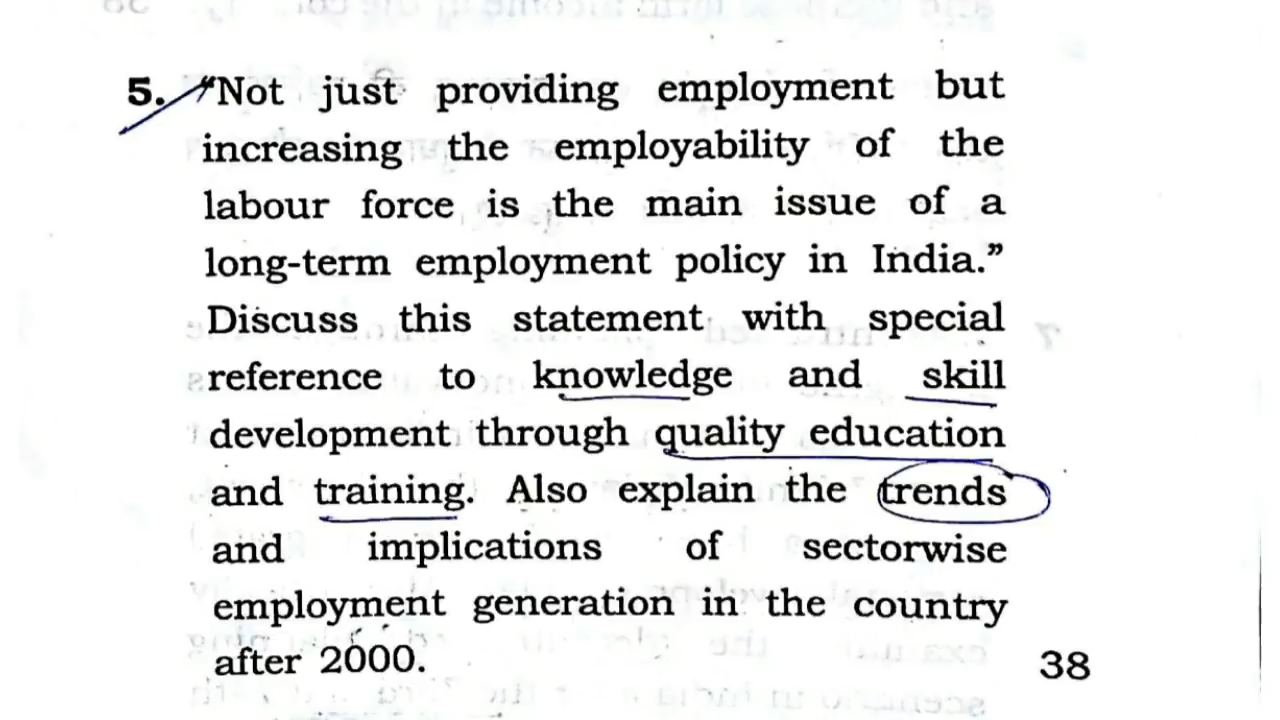 5. "Not just providing employment but
increasing the employability of the
labour force is the main issue of a
long-term employment policy in India."
Discuss this statement with special
reference to knowledge and skill
development through quality education
and training. Also explain the trends
and implications of sectorwise
employment generation in the country
after 2000. 38